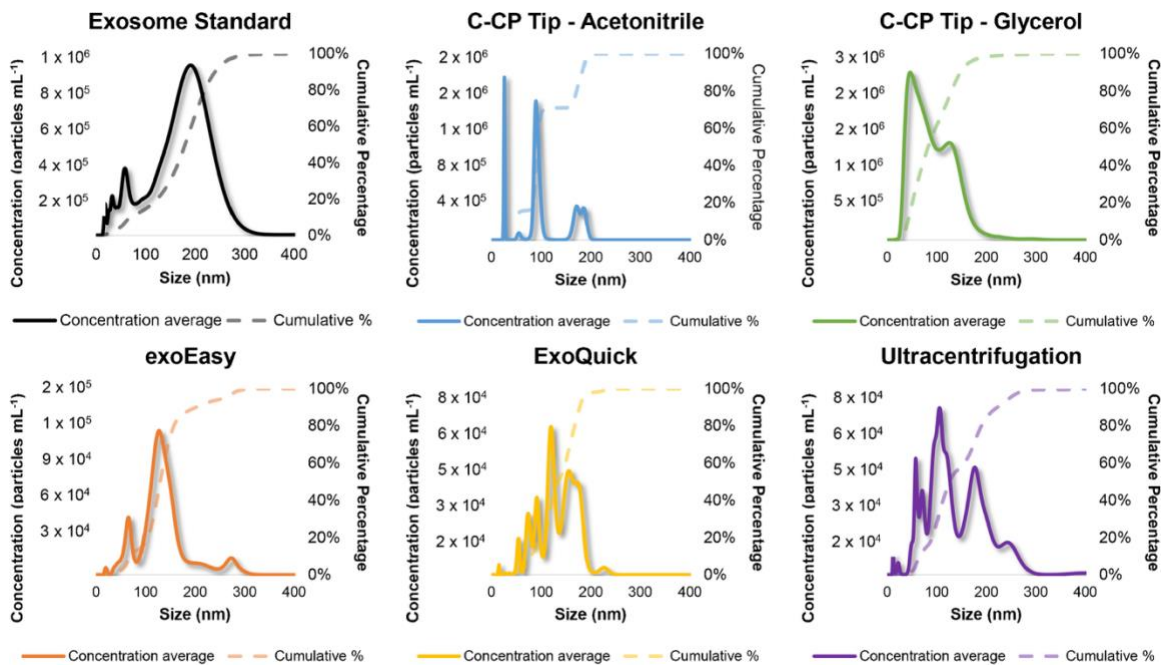 Exosome Standard
Concentration (particles mL⁻¹)
1 x 10⁶
8 x 10⁵
6 x 10⁵
4 x 10⁵
2 x 10⁵
100%
80%
60%
40%
20%
0%
Cumulative Percentage
0 100 200 300 400
Size (nm)
Concentration average Cumulative %
C-CP Tip - Acetonitrile
Concentration (particles mL⁻¹)
2 x 10⁶
2 x 10⁶
1 x 10⁶
8 x 10⁵
4 x 10⁵
100%
80%
60%
40%
20%
0%
Cumulative Percentage
0 100 200 300 400
Size (nm)
Concentration average Cumulative %
C-CP Tip - Glycerol
Concentration (particles mL⁻¹)
3 x 10⁶
2 x 10⁶
2 x 10⁶
1 x 10⁶
5 x 10⁵
100%
80%
60%
40%
20%
0%
Cumulative Percentage
0 100 200 300 400
Size (nm)
Concentration average Cumulative %
exoEasy
Concentration (particles mL⁻¹)
2 x 10⁵
1 x 10⁵
9 x 10⁴
6 x 10⁴
3 x 10⁴
100%
80%
60%
40%
20%
0%
Cumulative Percentage
0 100 200 300 400
Size (nm)
Concentration average Cumulative %
ExoQuick
Concentration (particles mL⁻¹)
8 x 10⁴
6 x 10⁴
5 x 10⁴
3 x 10⁴
2 x 10⁴
100%
80%
60%
40%
20%
0%
Cumulative Percentage
0 100 200 300 400
Size (nm)
Concentration average Cumulative %
Ultracentrifugation
Concentration (particles mL⁻¹)
8 x 10⁴
6 x 10⁴
5 x 10⁴
3 x 10⁴
2 x 10⁴
100%
80%
60%
40%
20%
0%
Cumulative Percentage
0 100 200 300 400
Size (nm)
Concentration average Cumulative %